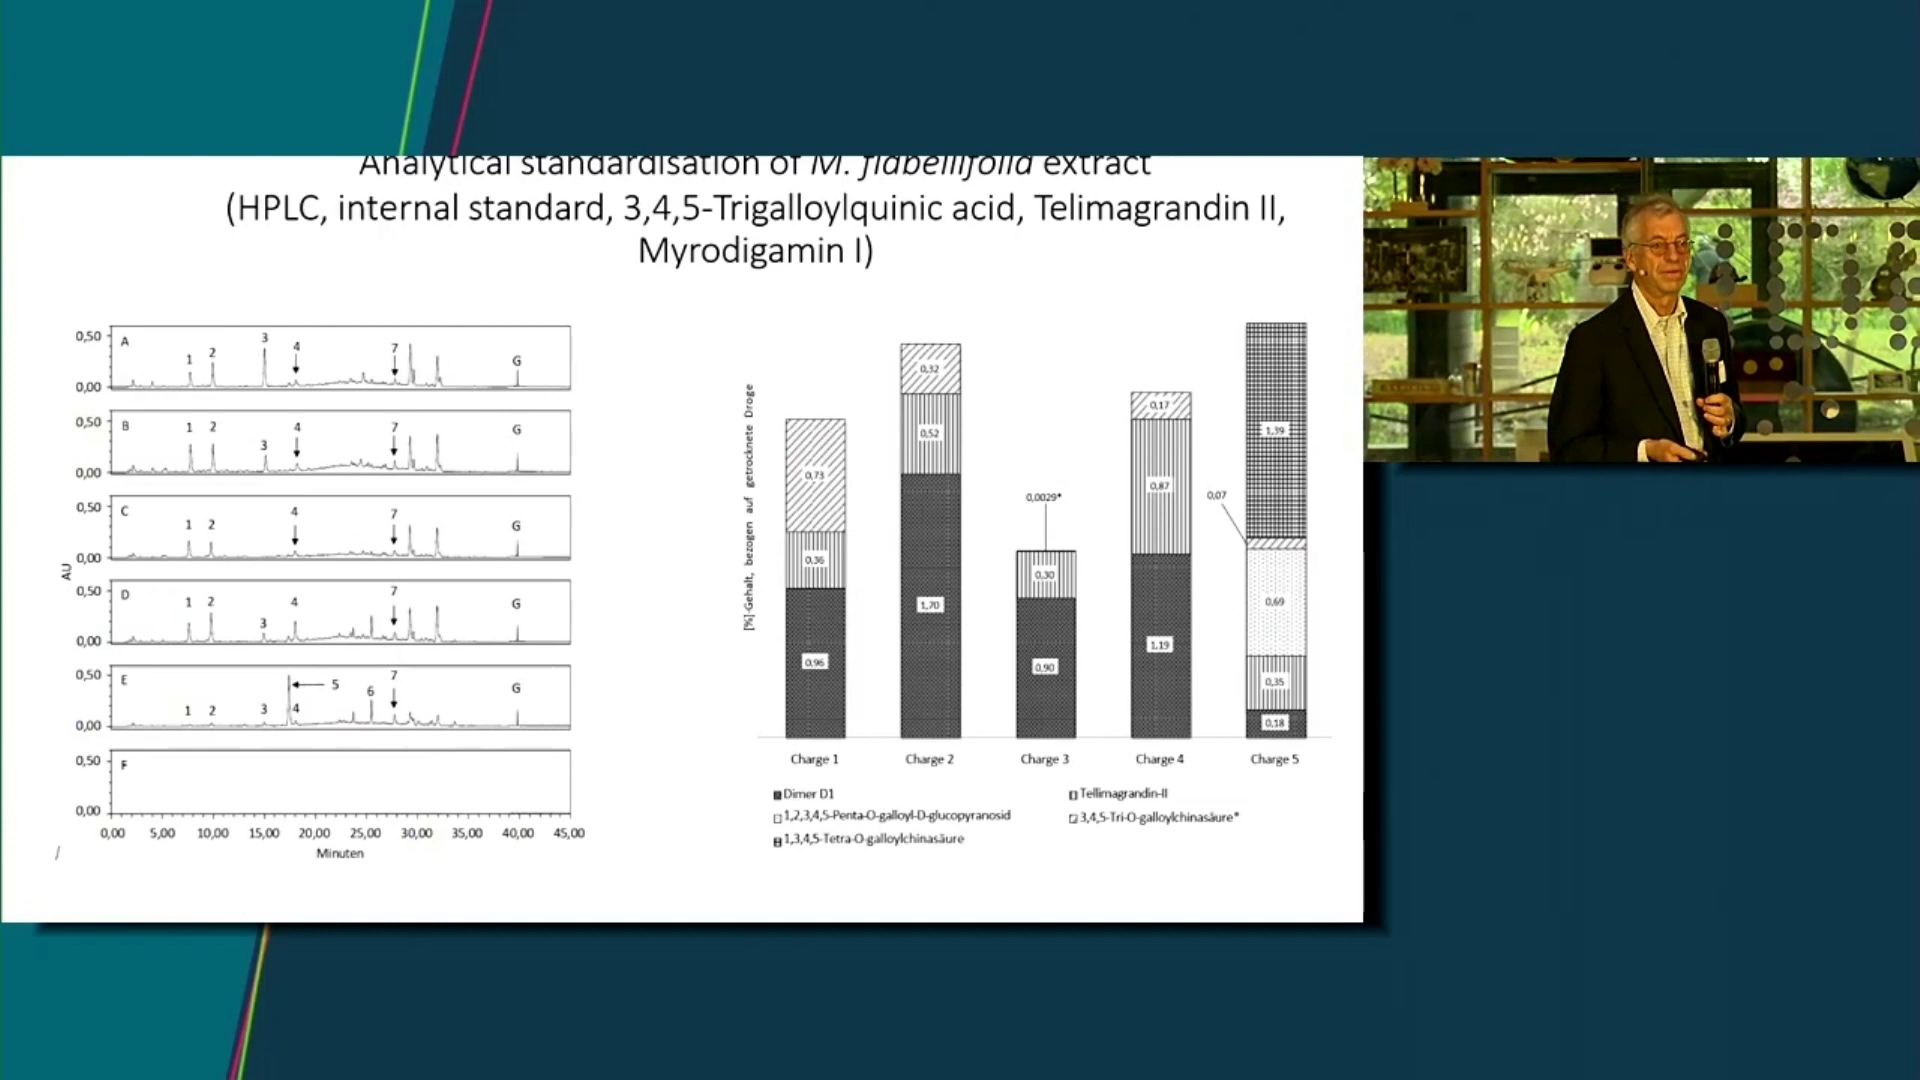 Analytical standardisation of M. flabellifolia extract
(HPLC, internal standard, 3,4,5-Trigalloylquinic acid, Telimagrandin II,
Myrodigamin I)
AU
0,50
0,00
A
1
2
3
4
7
G
0,50
0,00
B
1
2
3
4
7
G
0,50
0,00
C
1
2
4
7
G
0,50
0,00
D
1
2
3
4
7
G
0,50
0,00
E
1
2
3
4
5
6
7
G
0,50
0,00
F
0,00 5,00 10,00 15,00 20,00 25,00 30,00 35,00 40,00 45,00
Minuten
/
[%]-Gehalt, bezogen auf getrocknete Droge
0,73
0,36
0,96
0,32
0,52
1,70
0,0029*
0,30
0,90
0,17
0,87
1,19
0,07
1,39
0,69
0,35
0,18
Charge 1 Charge 2 Charge 3 Charge 4 Charge 5
Dimer D1
Tellimagrandin-II
1,2,3,4,5-Penta-O-galloyl-D-glucopyranosid
3,4,5-Tri-O-galloylchinasäure*
1,3,4,5-Tetra-O-galloylchinasäure